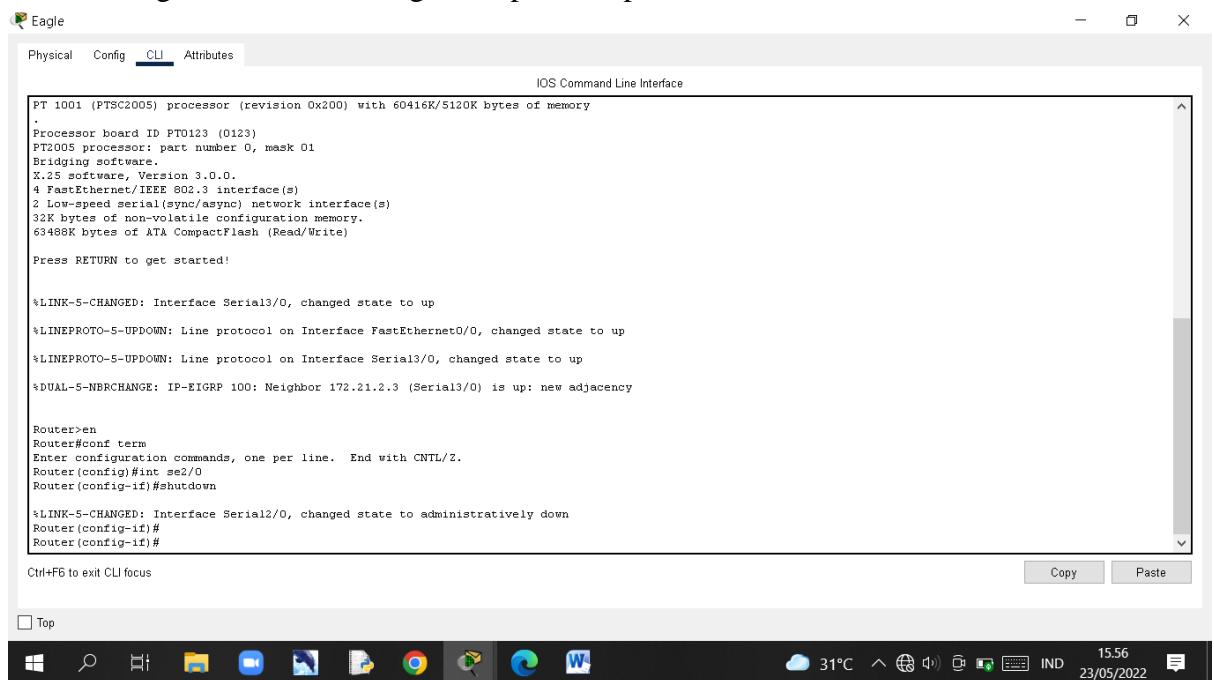 Eagle
Physical Config CLI Attributes
IOS Command Line Interface
PT 1001 (PTSC2005) processor (revision 0x200) with 60416K/5120K bytes of memory
.
Processor board ID PT0123 (0123)
PT2005 processor: part number 0, mask 01
Bridging software.
X.25 software, Version 3.0.0.
4 FastEthernet/IEEE 802.3 interface(s)
2 Low-speed serial(sync/async) network interface(s)
32K bytes of non-volatile configuration memory.
63488K bytes of ATA CompactFlash (Read/Write)
Press RETURN to get started!
%LINK-5-CHANGED: Interface Serial3/0, changed state to up
%LINEPROTO-5-UPDOWN: Line protocol on Interface FastEthernet0/0, changed state to up
%LINEPROTO-5-UPDOWN: Line protocol on Interface Serial3/0, changed state to up
%DUAL-5-NBRCHANGE: IP-EIGRP 100: Neighbor 172.21.2.3 (Serial3/0) is up: new adjacency
Router>en
Router#conf term
Enter configuration commands, one per line. End with CNTL/Z.
Router(config)#int se2/0
Router(config-if)#shutdown
%LINK-5-CHANGED: Interface Serial2/0, changed state to administratively down
Router(config-if)#
Router(config-if)#
Ctrl+F6 to exit CLI focus
Copy Paste
Top
31°C IND 15.56
23/05/2022